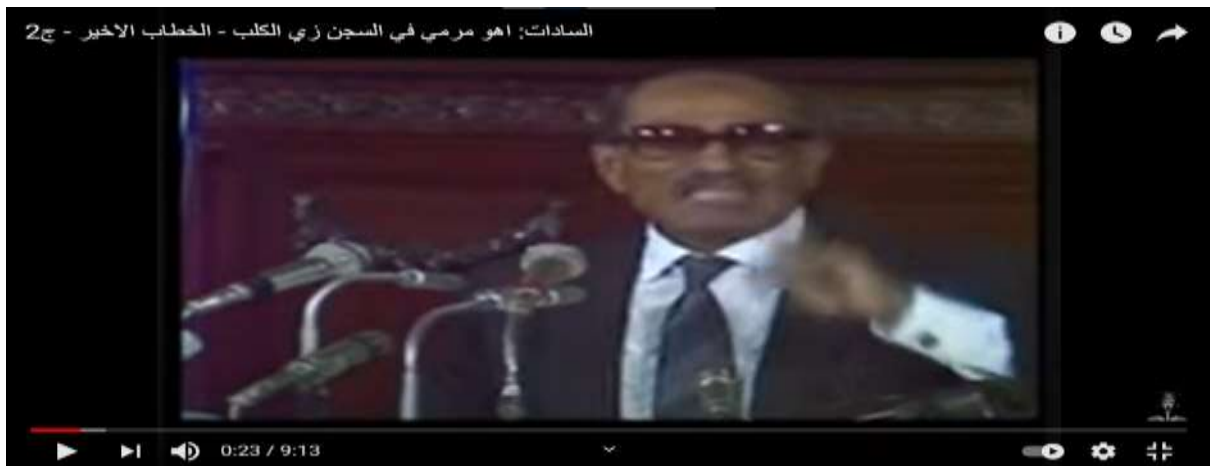 السادات: اهو مرمي في السجن زي الكلب - الخطاب الاخير - ج2
0:23 / 9:13